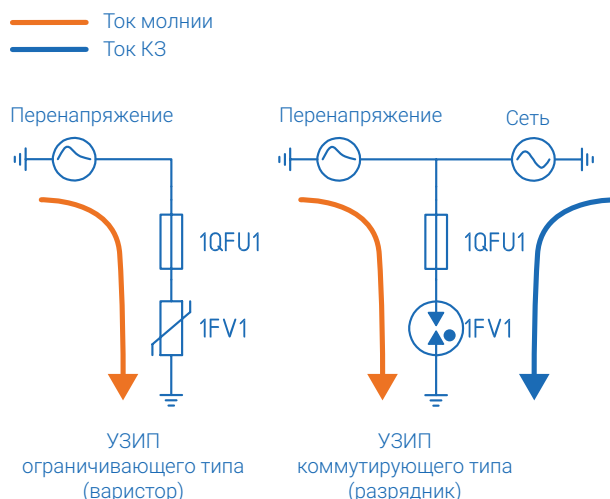 Ток молнии
Ток КЗ
Перенапряжение
Перенапряжение
Сеть
1QFU1
1QFU1
1FV1
1FV1
УЗИП
ограничивающего типа
(варистор)
УЗИП
коммутирующего типа
(разрядник)